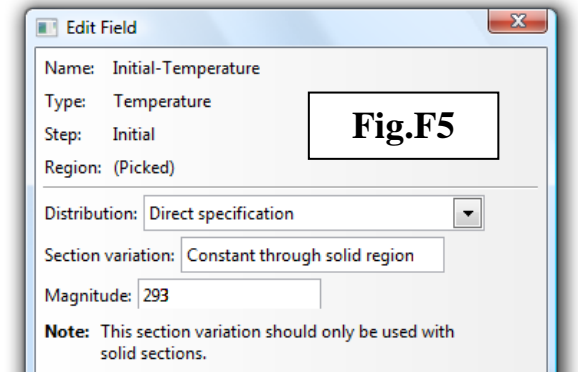 Edit Field
Name: Initial-Temperature
Type: Temperature
Step: Initial
Region: (Picked)
Fig.F5
Distribution: Direct specification
Section variation: Constant through solid region
Magnitude: 293
Note: This section variation should only be used with
solid sections.